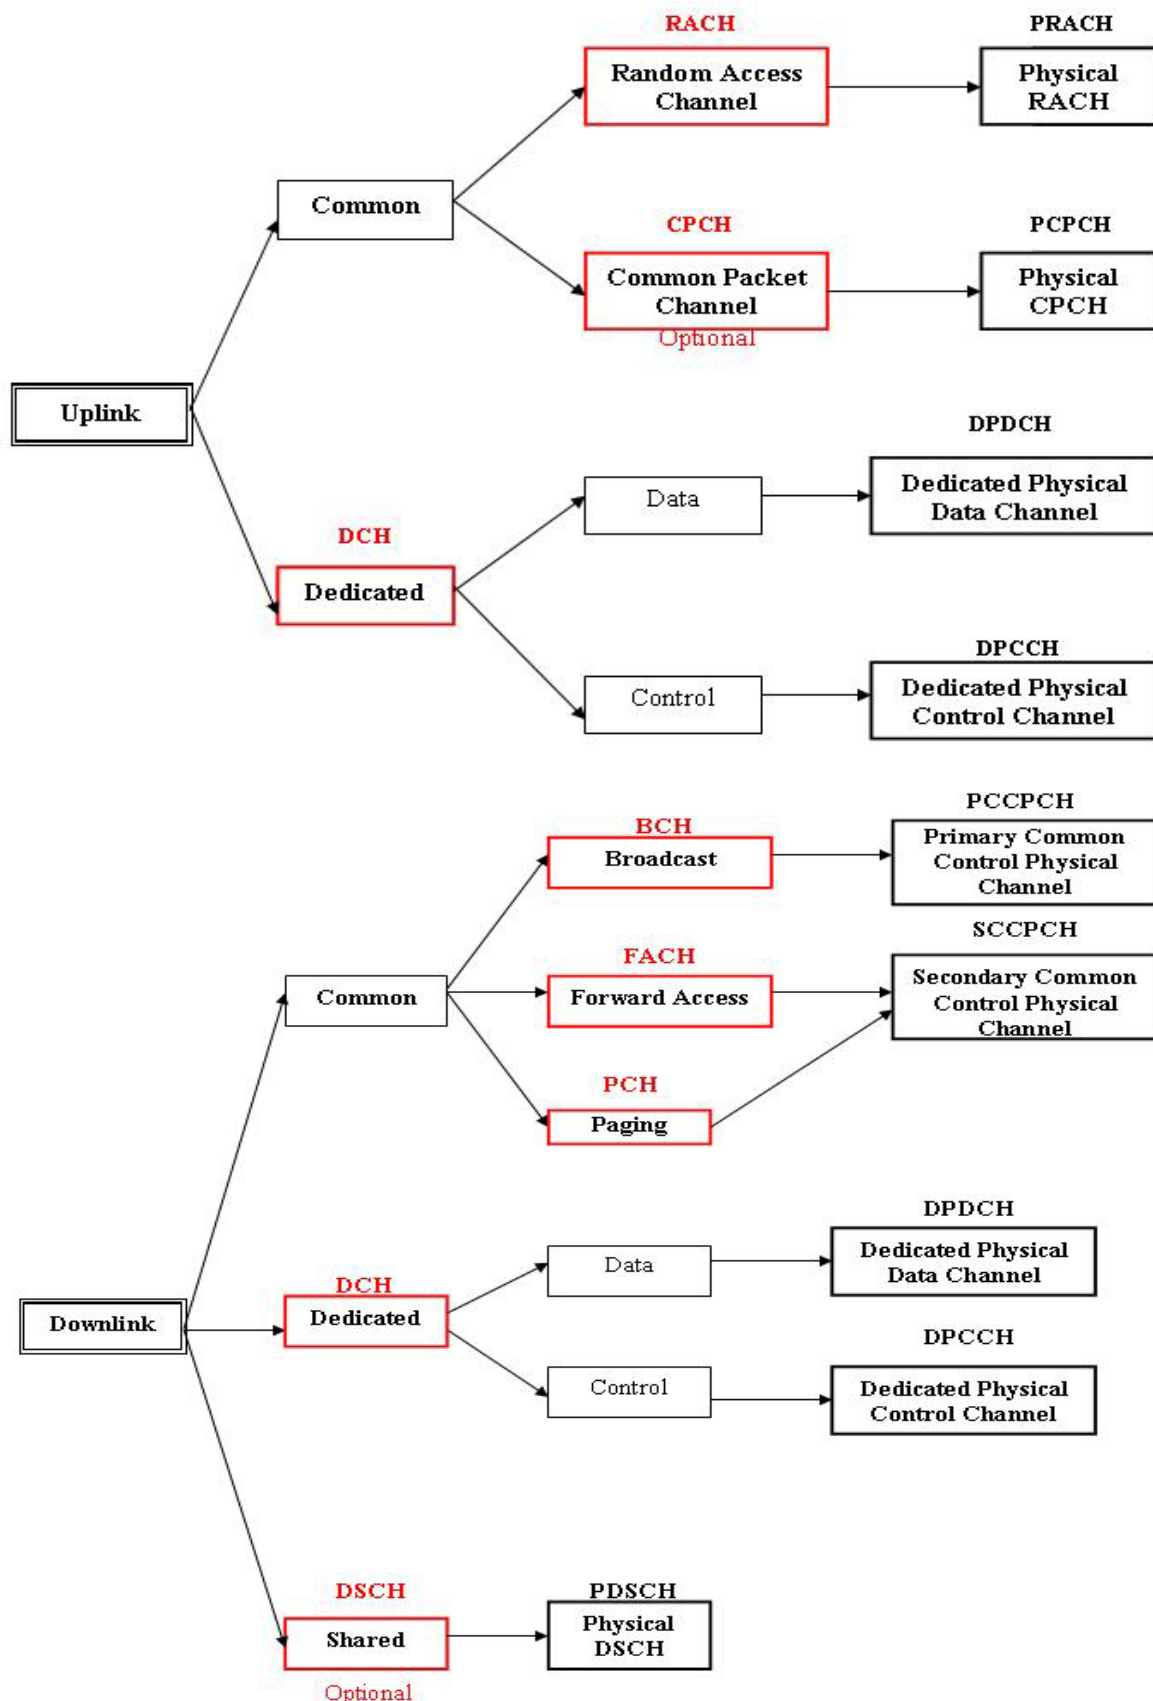 RACH
PRACH
Random Access
Channel
Physical
RACH
Common
CPCH
PCPCH
Common Packet
Channel
Physical
CPCH
Optional
Uplink
DPDCH
Data
Dedicated Physical
Data Channel
DCH
Dedicated
DPCCH
Control
Dedicated Physical
Control Channel
PCCPCH
BCH
Broadcast
Primary Common
Control Physical
Channel
SCCPCH
FACH
Common
Forward Access
Secondary Common
Control Physical
Channel
PCH
Paging
DPDCH
Data
Dedicated Physical
Data Channel
DCH
Dedicated
Downlink
DPCCH
Control
Dedicated Physical
Control Channel
DSCH
PDSCH
Shared
Physical
DSCH
Optional